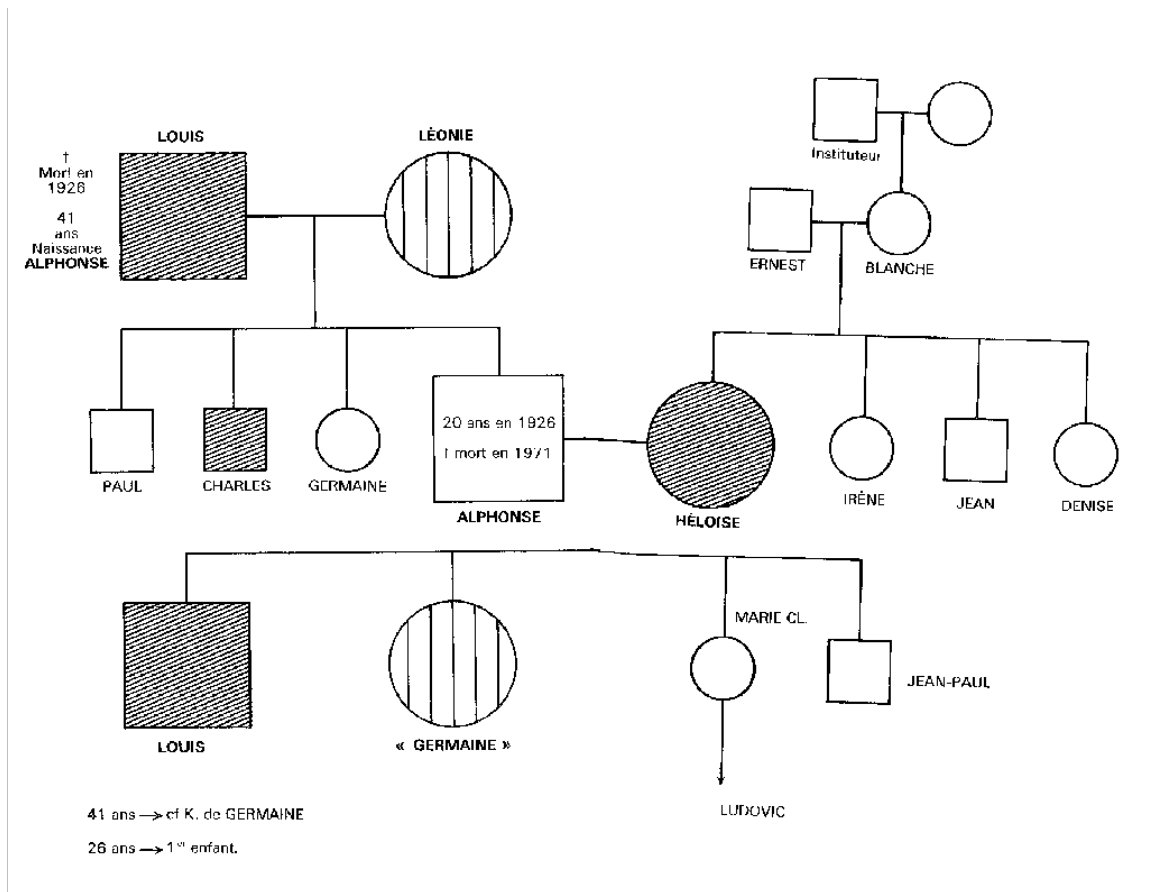 LOUIS
LÉONIE
Instituteur
†
Mort en
1926
41
ans
Naissance
ALPHONSE
ERNEST
BLANCHE
20 ans en 1926
† mort en 1971
PAUL
CHARLES
GERMAINE
ALPHONSE
HÉLOISE
IRÈNE
JEAN
DENISE
MARIE CL.
JEAN-PAUL
LOUIS
« GERMAINE »
LUDOVIC
41 ans → cf K. de GERMAINE
26 ans → 1er enfant.